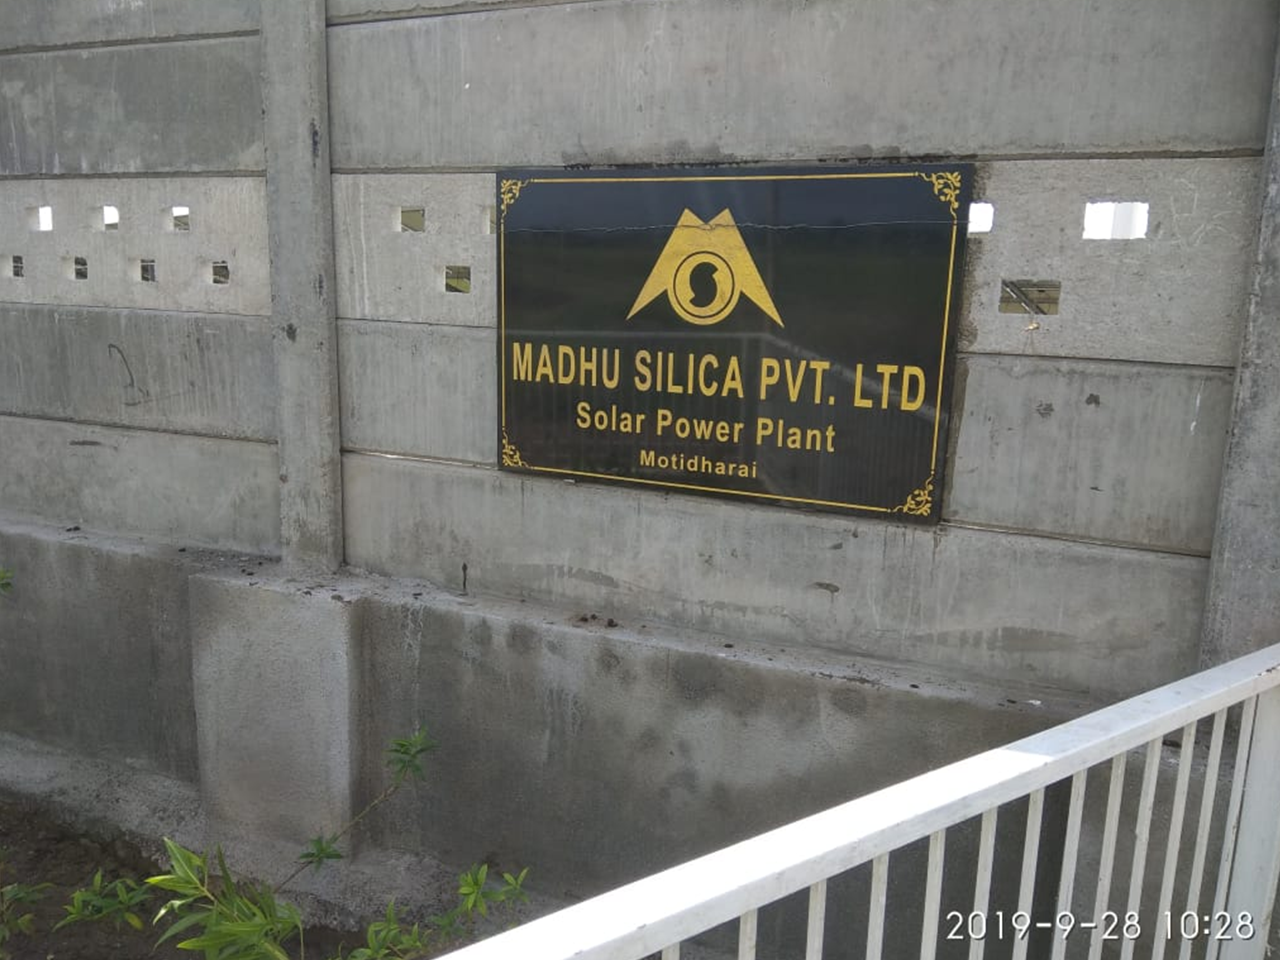 MADHU SILICA PVT. LTD
Solar Power Plant
Motidharai
2019-9-28 10:28